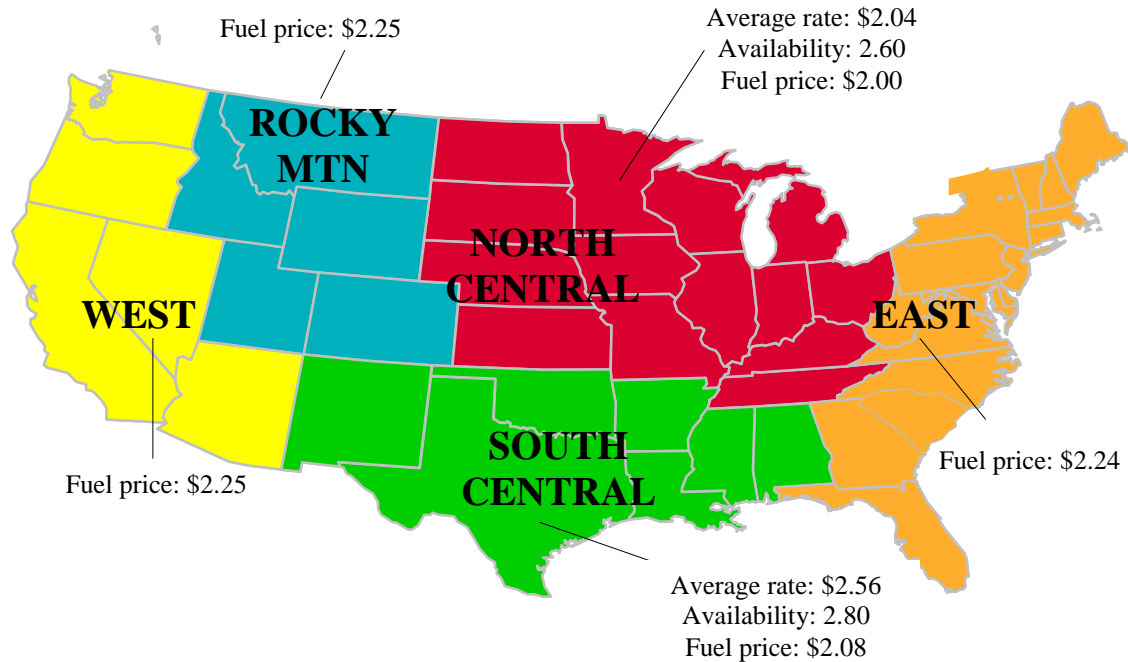 Fuel price: $2.25
Average rate: $2.04
Availability: 2.60
Fuel price: $2.00
ROCKY
MTN
NORTH
CENTRAL
WEST
EAST
SOUTH
CENTRAL
Fuel price: $2.25
Fuel price: $2.24
Average rate: $2.56
Availability: 2.80
Fuel price: $2.08